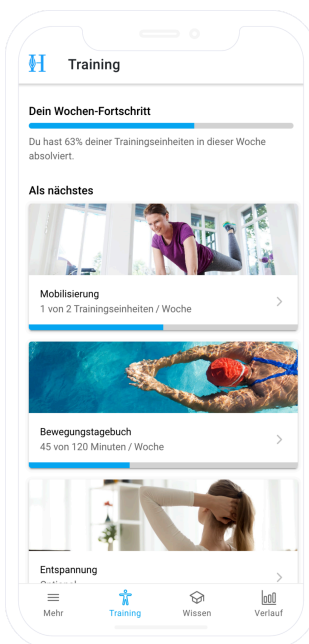 H Training
Dein Wochen-Fortschritt
Du hast 63% deiner Trainingseinheiten in dieser Woche
absolviert.
Als nächstes
Mobilisierung
1 von 2 Trainingseinheiten / Woche
Bewegungstagebuch
45 von 120 Minuten / Woche
Entspannung
Optional
Mehr Training Wissen Verlauf